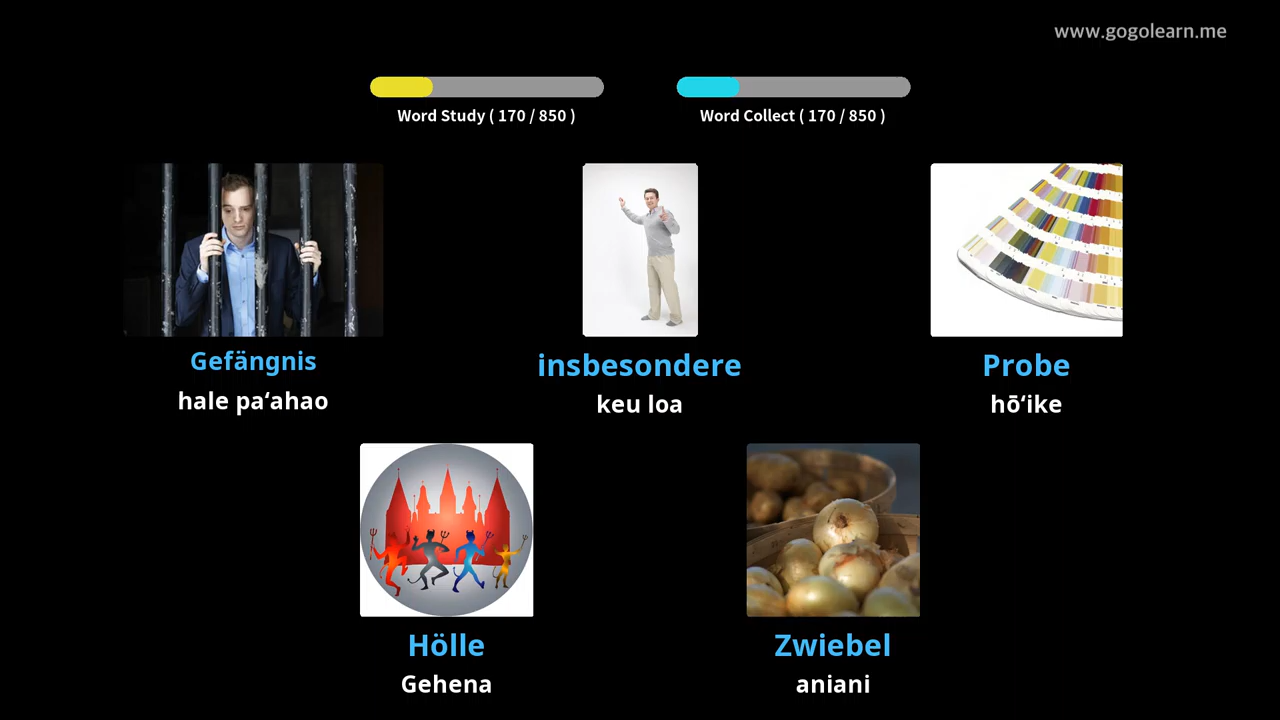 www.gogolearn.me
Word Study ( 170 / 850 )
Word Collect ( 170 / 850 )
Gefängnis
hale paʻahao
insbesondere
keu loa
Probe
hōʻike
Hölle
Gehena
Zwiebel
aniani